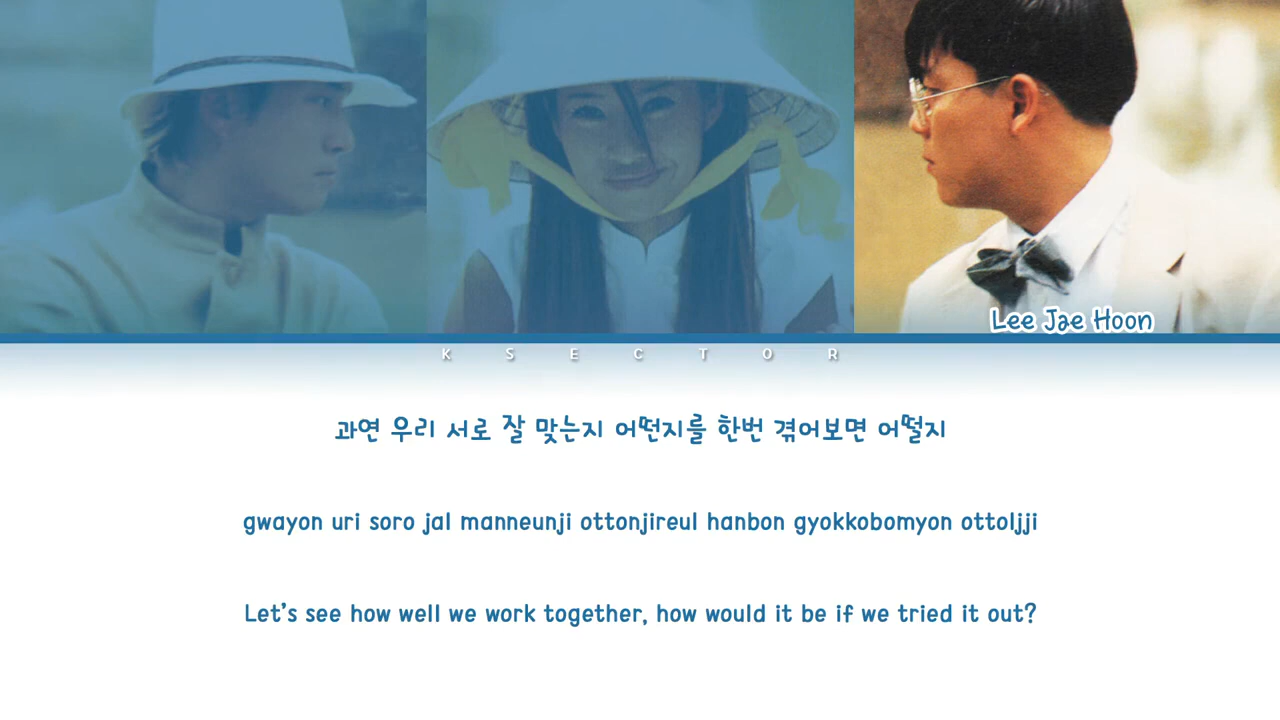 Lee Jae Hoon
K S E C T O R
과연 우리 서로 잘 맞는지 어떤지를 한번 겪어보면 어떨지
gwayon uri soro jal manneunji ottonjireul hanbon gyokkobomyon ottoljji
Let's see how well we work together, how would it be if we tried it out?